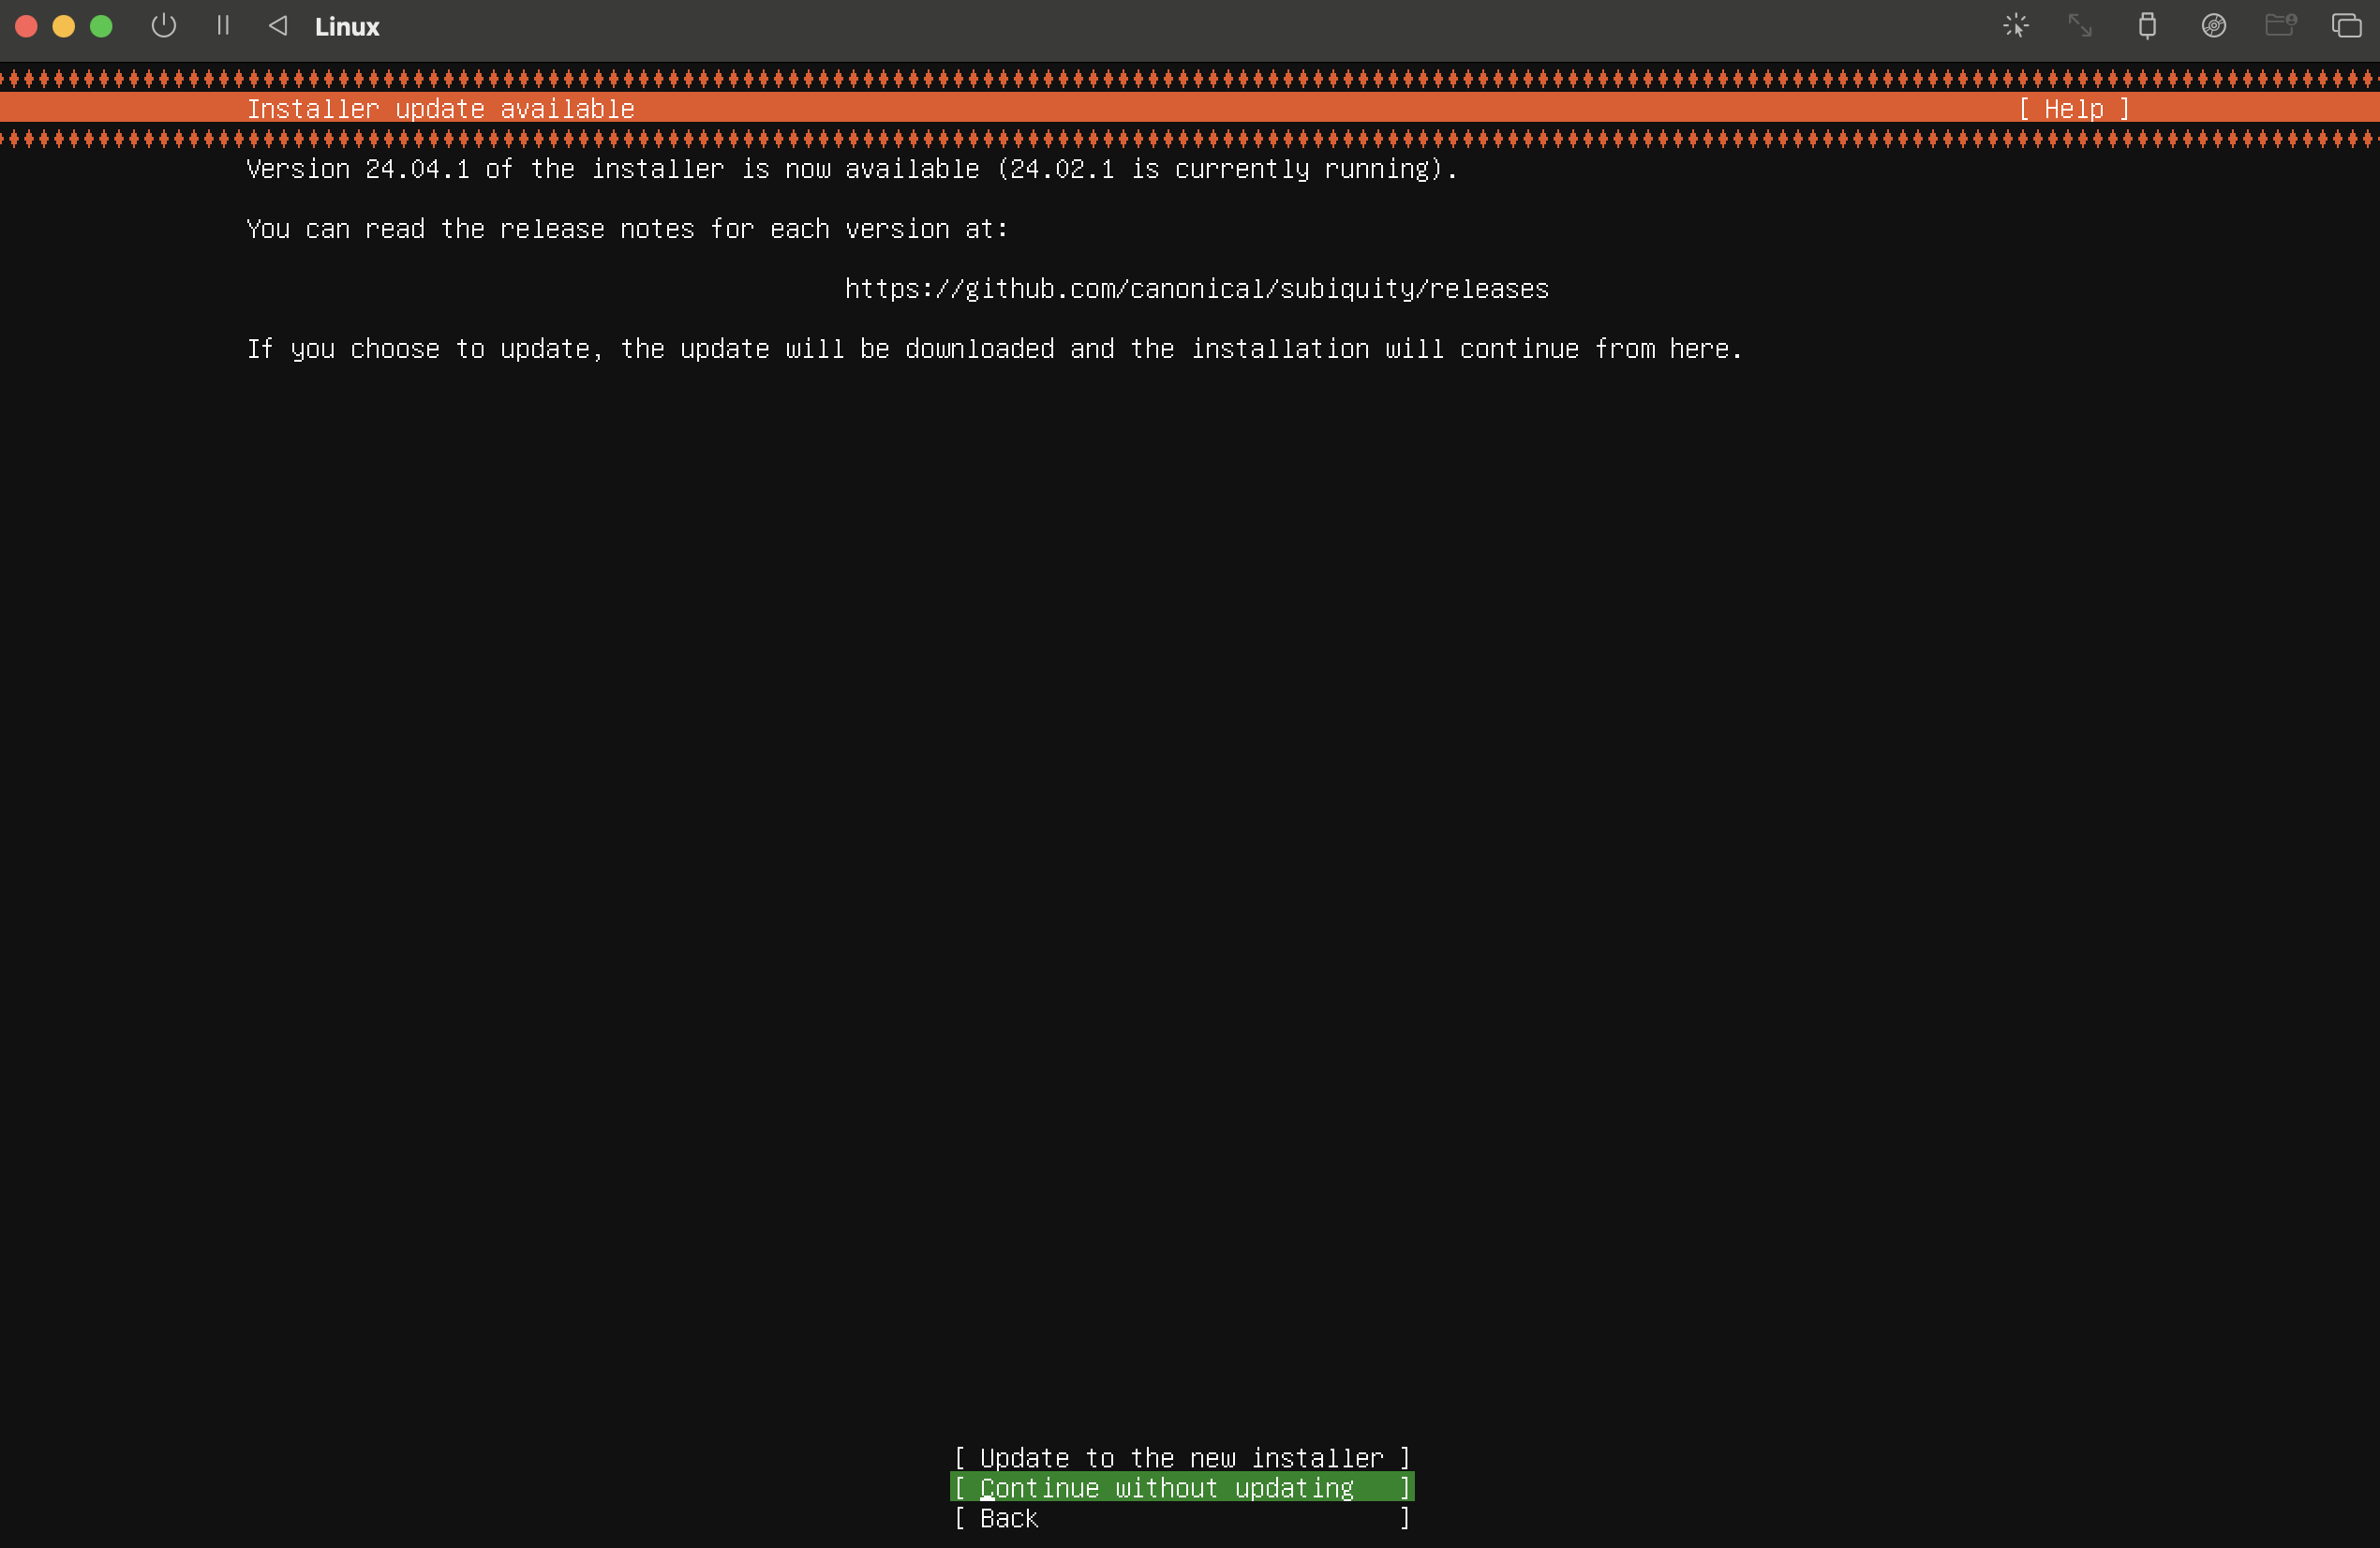 Linux
Installer update available [ Help ]
Version 24.04.1 of the installer is now available (24.02.1 is currently running).
You can read the release notes for each version at:
https://github.com/canonical/subiquity/releases
If you choose to update, the update will be downloaded and the installation will continue from here.
[ Update to the new installer ]
[ Continue without updating ]
[ Back ]